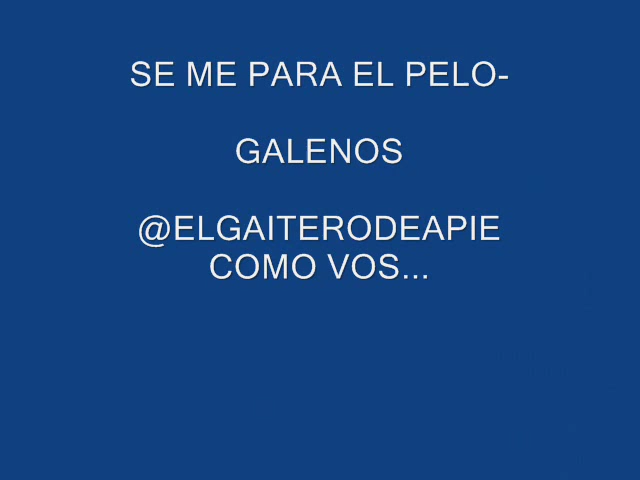 SE ME PARA EL PELO-
GALENOS
@ELGAITERODEAPIE
COMO VOS...